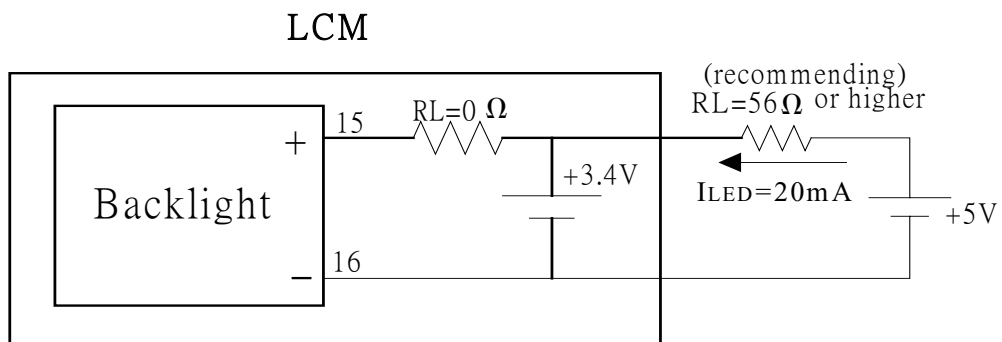 LCM
(recommending)
RL=56Ω or higher
RL=0 Ω
15
+
+3.4V
ILED=20mA
Backlight
+5V
16
−